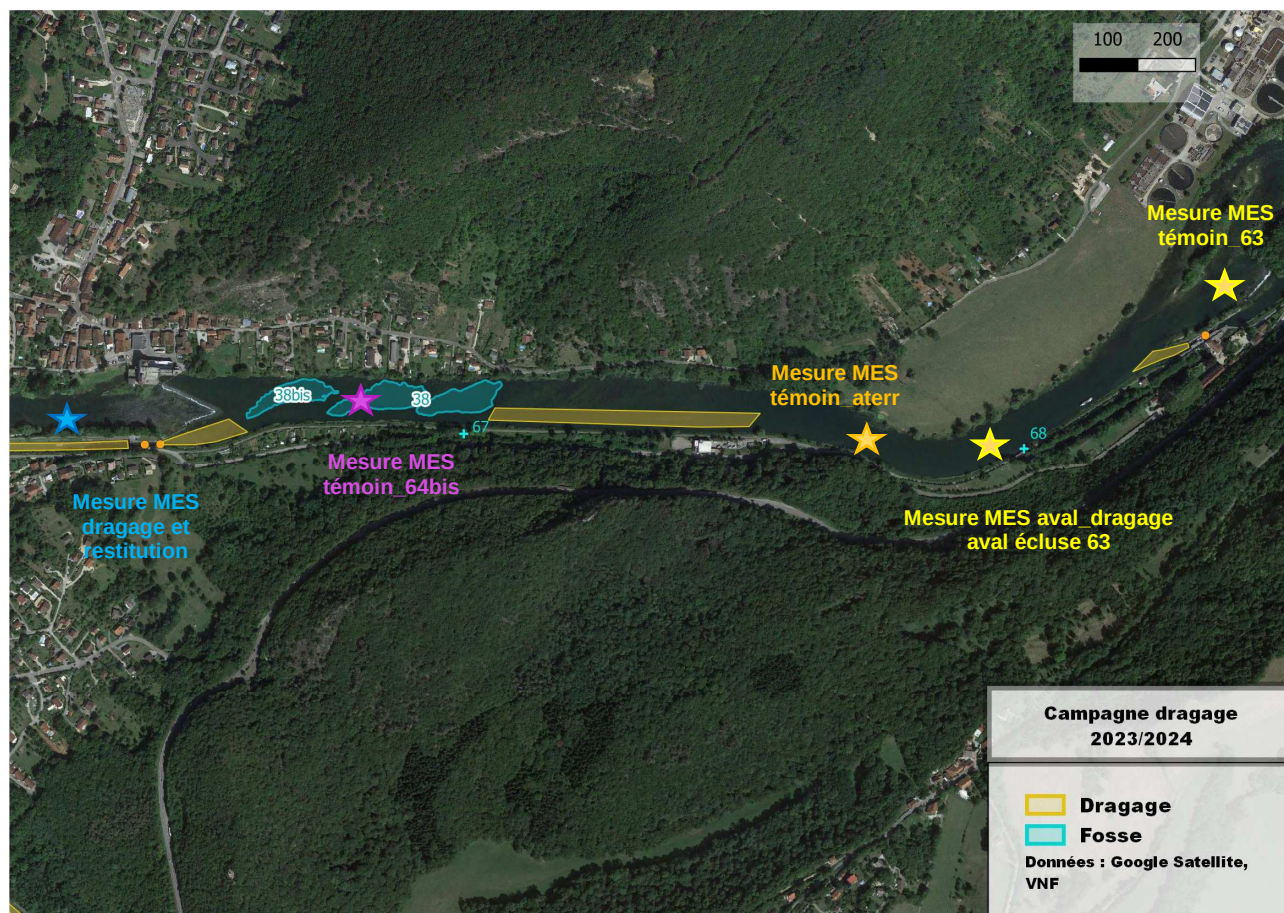 100 200
Mesure MES
témoin_63
Mesure MES
témoin_aterr
38bis
38
67
68
Mesure MES
témoin_64bis
Mesure MES
dragage et
restitution
Mesure MES aval_dragage
aval écluse 63
Campagne dragage
2023/2024
Dragage
Fosse
Données : Google Satellite,
VNF